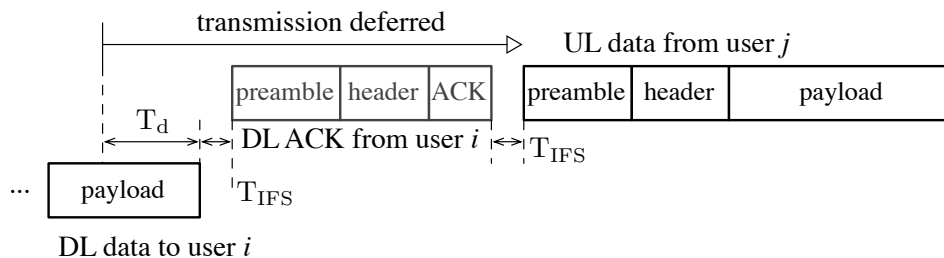 transmission deferred
UL data from user j
preamble header ACK preamble header payload
T_d
DL ACK from user i
T_IFS
... payload
T_IFS
DL data to user i